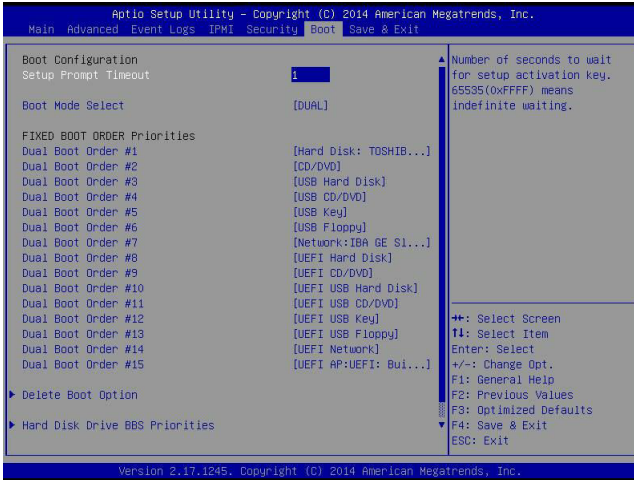 Aptio Setup Utility – Copyright (C) 2014 American Megatrends, Inc.
Main Advanced Event Logs IPMI Security Boot Save & Exit
Boot Configuration
Setup Prompt Timeout 1
Boot Mode Select [DUAL]
FIXED BOOT ORDER Priorities
Dual Boot Order #1 [Hard Disk: TOSHIB...]
Dual Boot Order #2 [CD/DVD]
Dual Boot Order #3 [USB Hard Disk]
Dual Boot Order #4 [USB CD/DVD]
Dual Boot Order #5 [USB Key]
Dual Boot Order #6 [USB Floppy]
Dual Boot Order #7 [Network:IBA GE Sl...]
Dual Boot Order #8 [UEFI Hard Disk]
Dual Boot Order #9 [UEFI CD/DVD]
Dual Boot Order #10 [UEFI USB Hard Disk]
Dual Boot Order #11 [UEFI USB CD/DVD]
Dual Boot Order #12 [UEFI USB Key]
Dual Boot Order #13 [UEFI USB Floppy]
Dual Boot Order #14 [UEFI Network]
Dual Boot Order #15 [UEFI AP:UEFI: Bui...]
Delete Boot Option
Hard Disk Drive BBS Priorities
Number of seconds to wait
for setup activation key.
65535(0xFFFF) means
indefinite waiting.
→←: Select Screen
↑↓: Select Item
Enter: Select
+/-: Change Opt.
F1: General Help
F2: Previous Values
F3: Optimized Defaults
F4: Save & Exit
ESC: Exit
Version 2.17.1245. Copyright (C) 2014 American Megatrends, Inc.